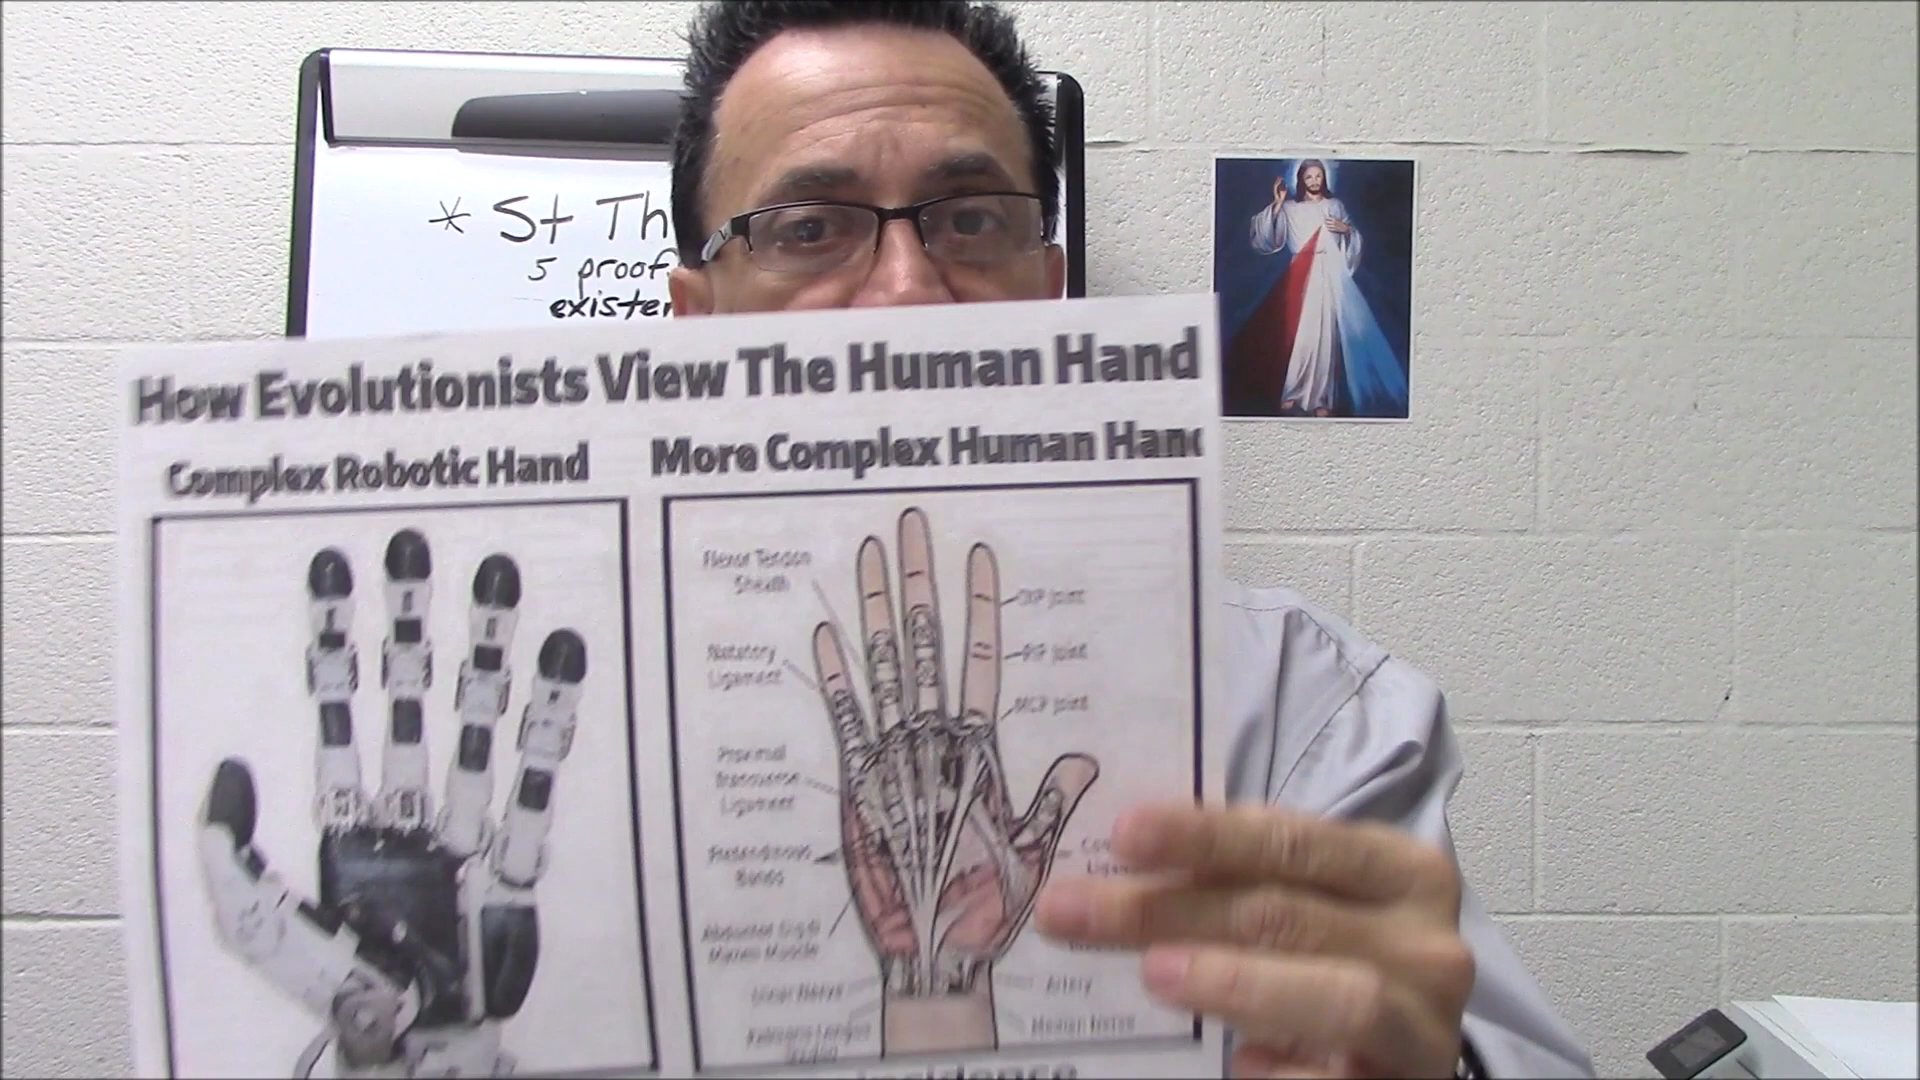 * St Th
5 proof
existen
How Evolutionists View The Human Hand
Complex Robotic Hand
More Complex Human Hand
Flexor Tendon
Sheath
DIP Joint
Natatory
Ligament
PIP Joint
MCP Joint
Proximal
Transverse
Ligament
Pretendinous
Bands
Abductor Digiti
Minimi Muscle
Ulnar Nerve
Artery
Median Nerve